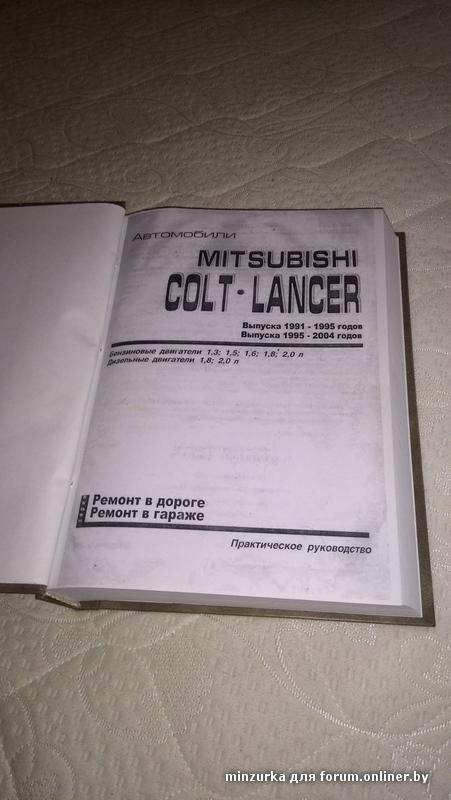 Автомобили
MITSUBISHI
COLT · LANCER
Выпуска 1991 - 1995 годов
Выпуска 1995 - 2004 годов
Бензиновые двигатели 1,3; 1,5; 1,6; 1,8; 2,0 л
Дизельные двигатели 1,8; 2,0 л
Ремонт в дороге
Ремонт в гараже
Практическое руководство
minzurka для forum.onliner.by